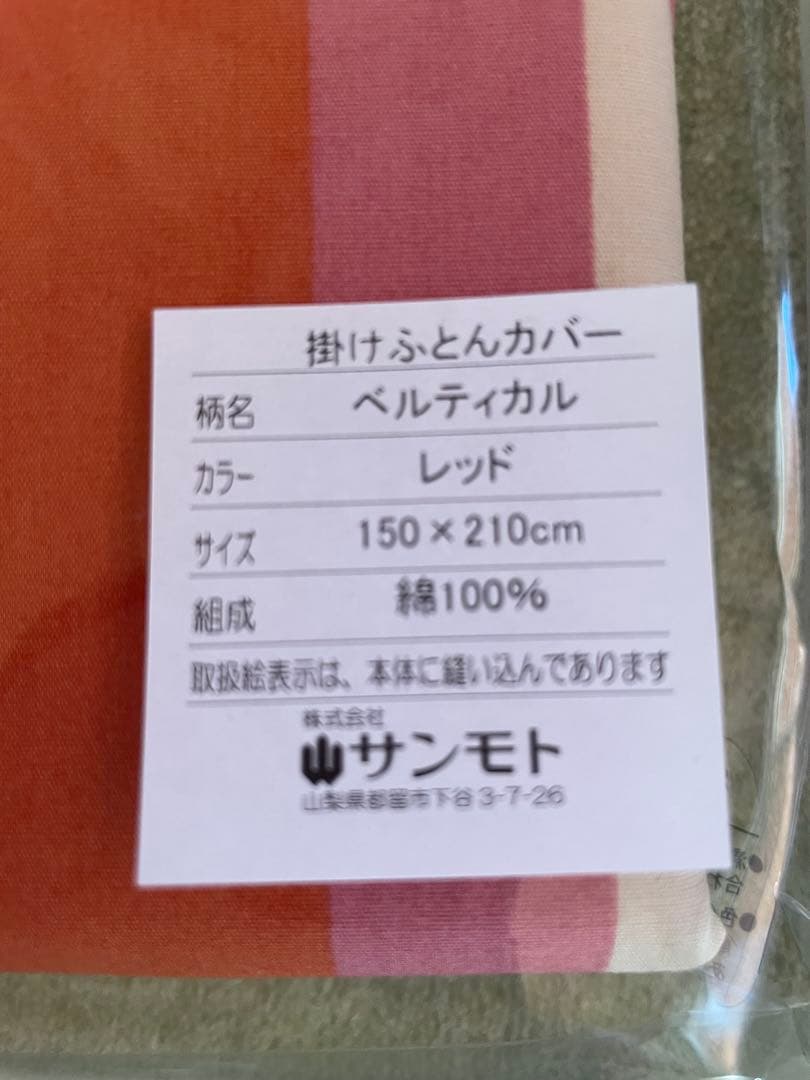 掛けふとんカバー
柄名 ベルティカル
カラー レッド
サイズ 150×210cm
組成 綿100%
取扱絵表示は、本体に縫い込んであります
株式会社
サンモト
山梨県都留市下谷3-7-26